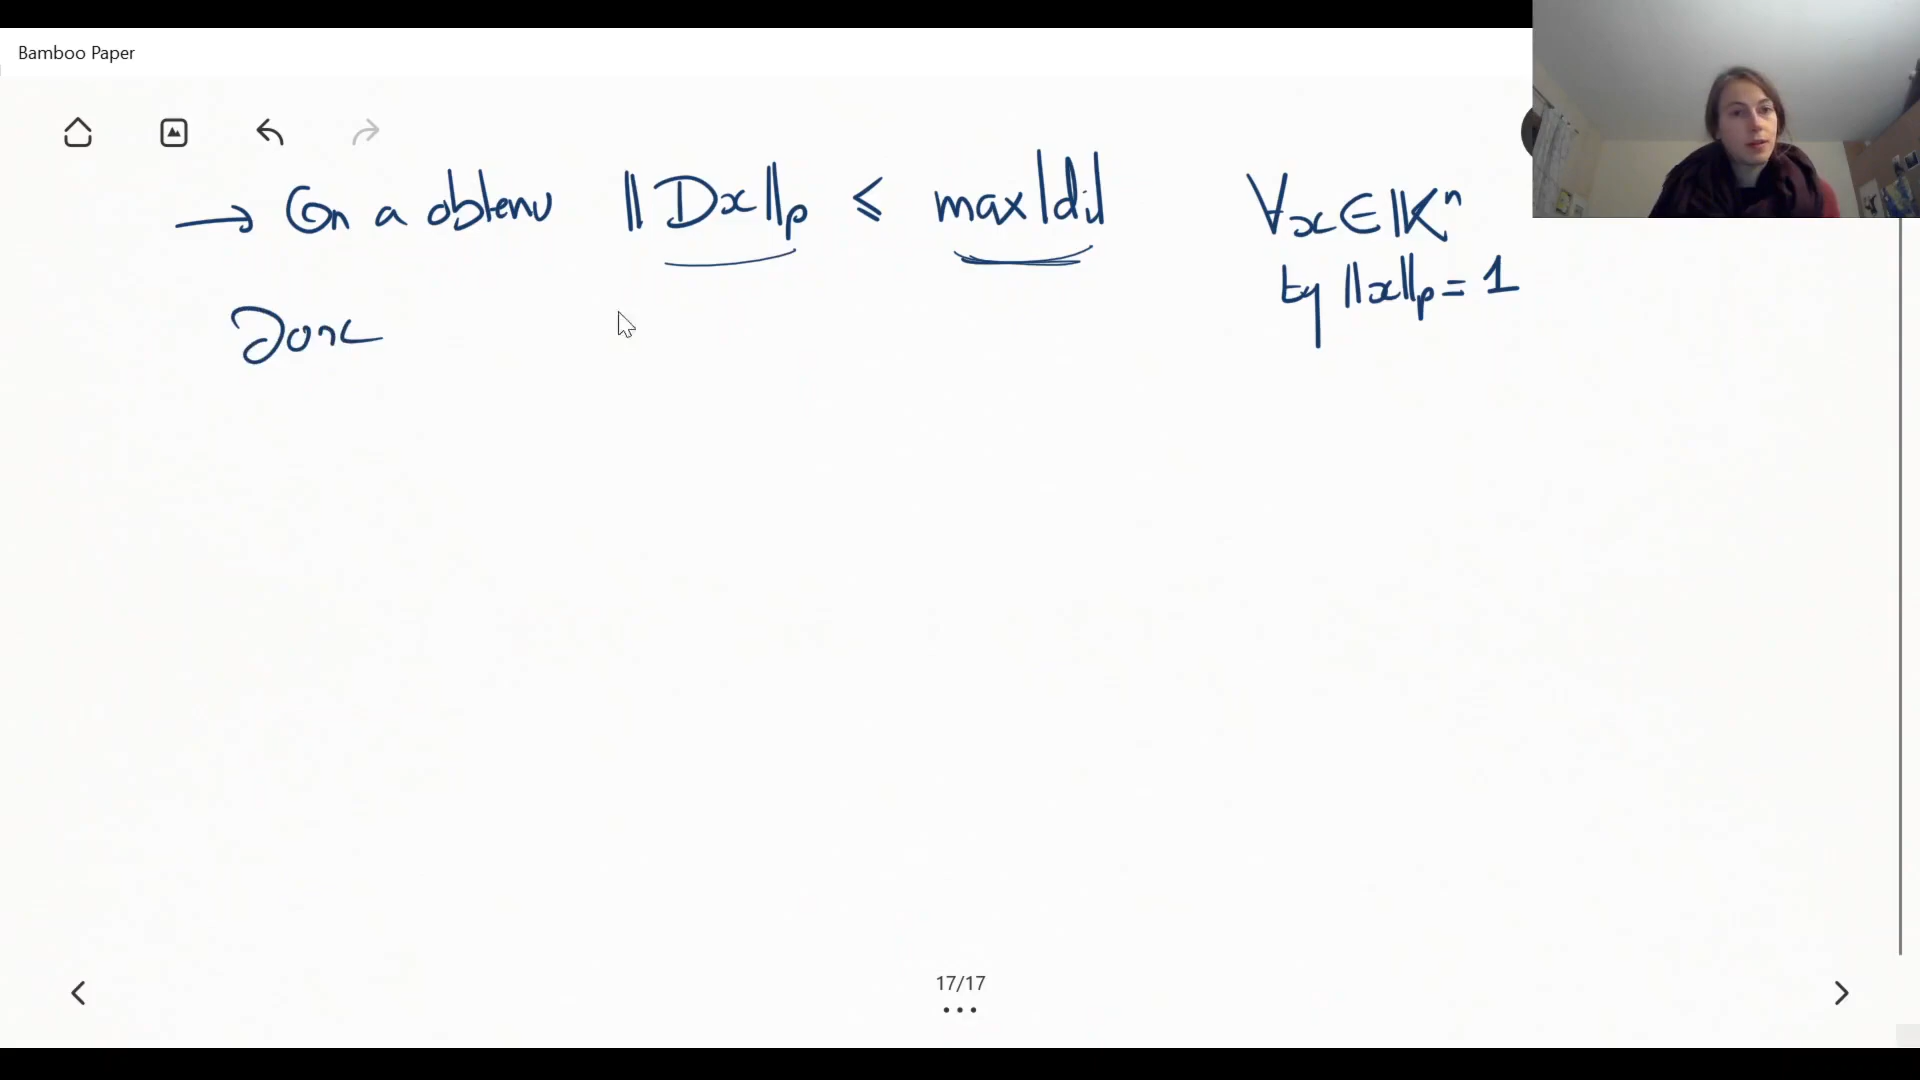 Bamboo Paper
→ On a obtenu ||Dx||p ≤ max|di| ∀x∈𝕂ⁿ
tq ||x||p = 1
Donc
17/17